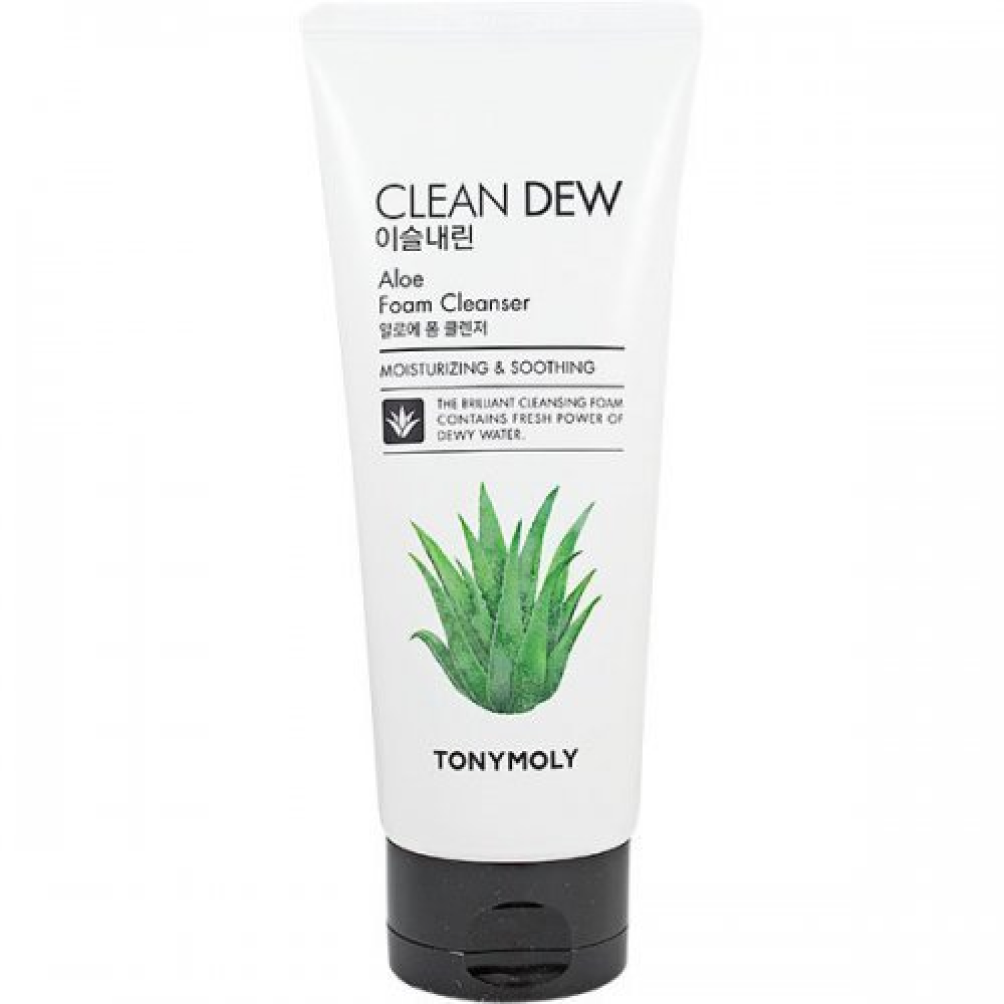 CLEAN DEW
이슬내린
Aloe
Foam Cleanser
알로에 폼 클렌저
MOISTURIZING & SOOTHING
THE BRILLIANT CLEANSING FOAM
CONTAINS FRESH POWER OF
DEWY WATER.
TONYMOLY